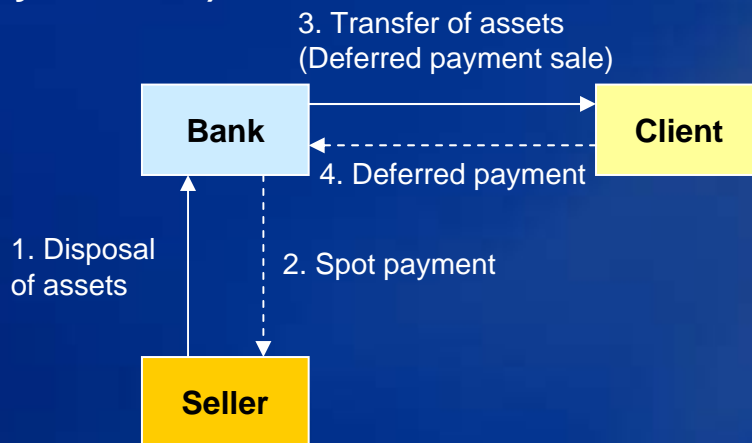 3. Transfer of assets
(Deferred payment sale)
Bank
Client
4. Deferred payment
1. Disposal
of assets
2. Spot payment
Seller